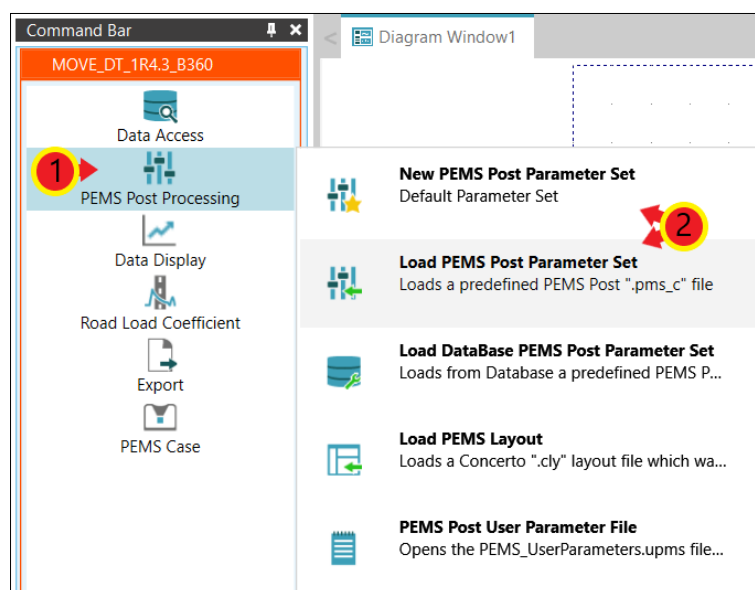 Command Bar
Diagram Window1
MOVE_DT_1R4.3_B360
Data Access
1
PEMS Post Processing
Data Display
Road Load Coefficient
Export
PEMS Case
New PEMS Post Parameter Set
Default Parameter Set
2
Load PEMS Post Parameter Set
Loads a predefined PEMS Post ".pms_c" file
Load DataBase PEMS Post Parameter Set
Loads from Database a predefined PEMS P...
Load PEMS Layout
Loads a Concerto ".cly" layout file which wa...
PEMS Post User Parameter File
Opens the PEMS_UserParameters.upms file...